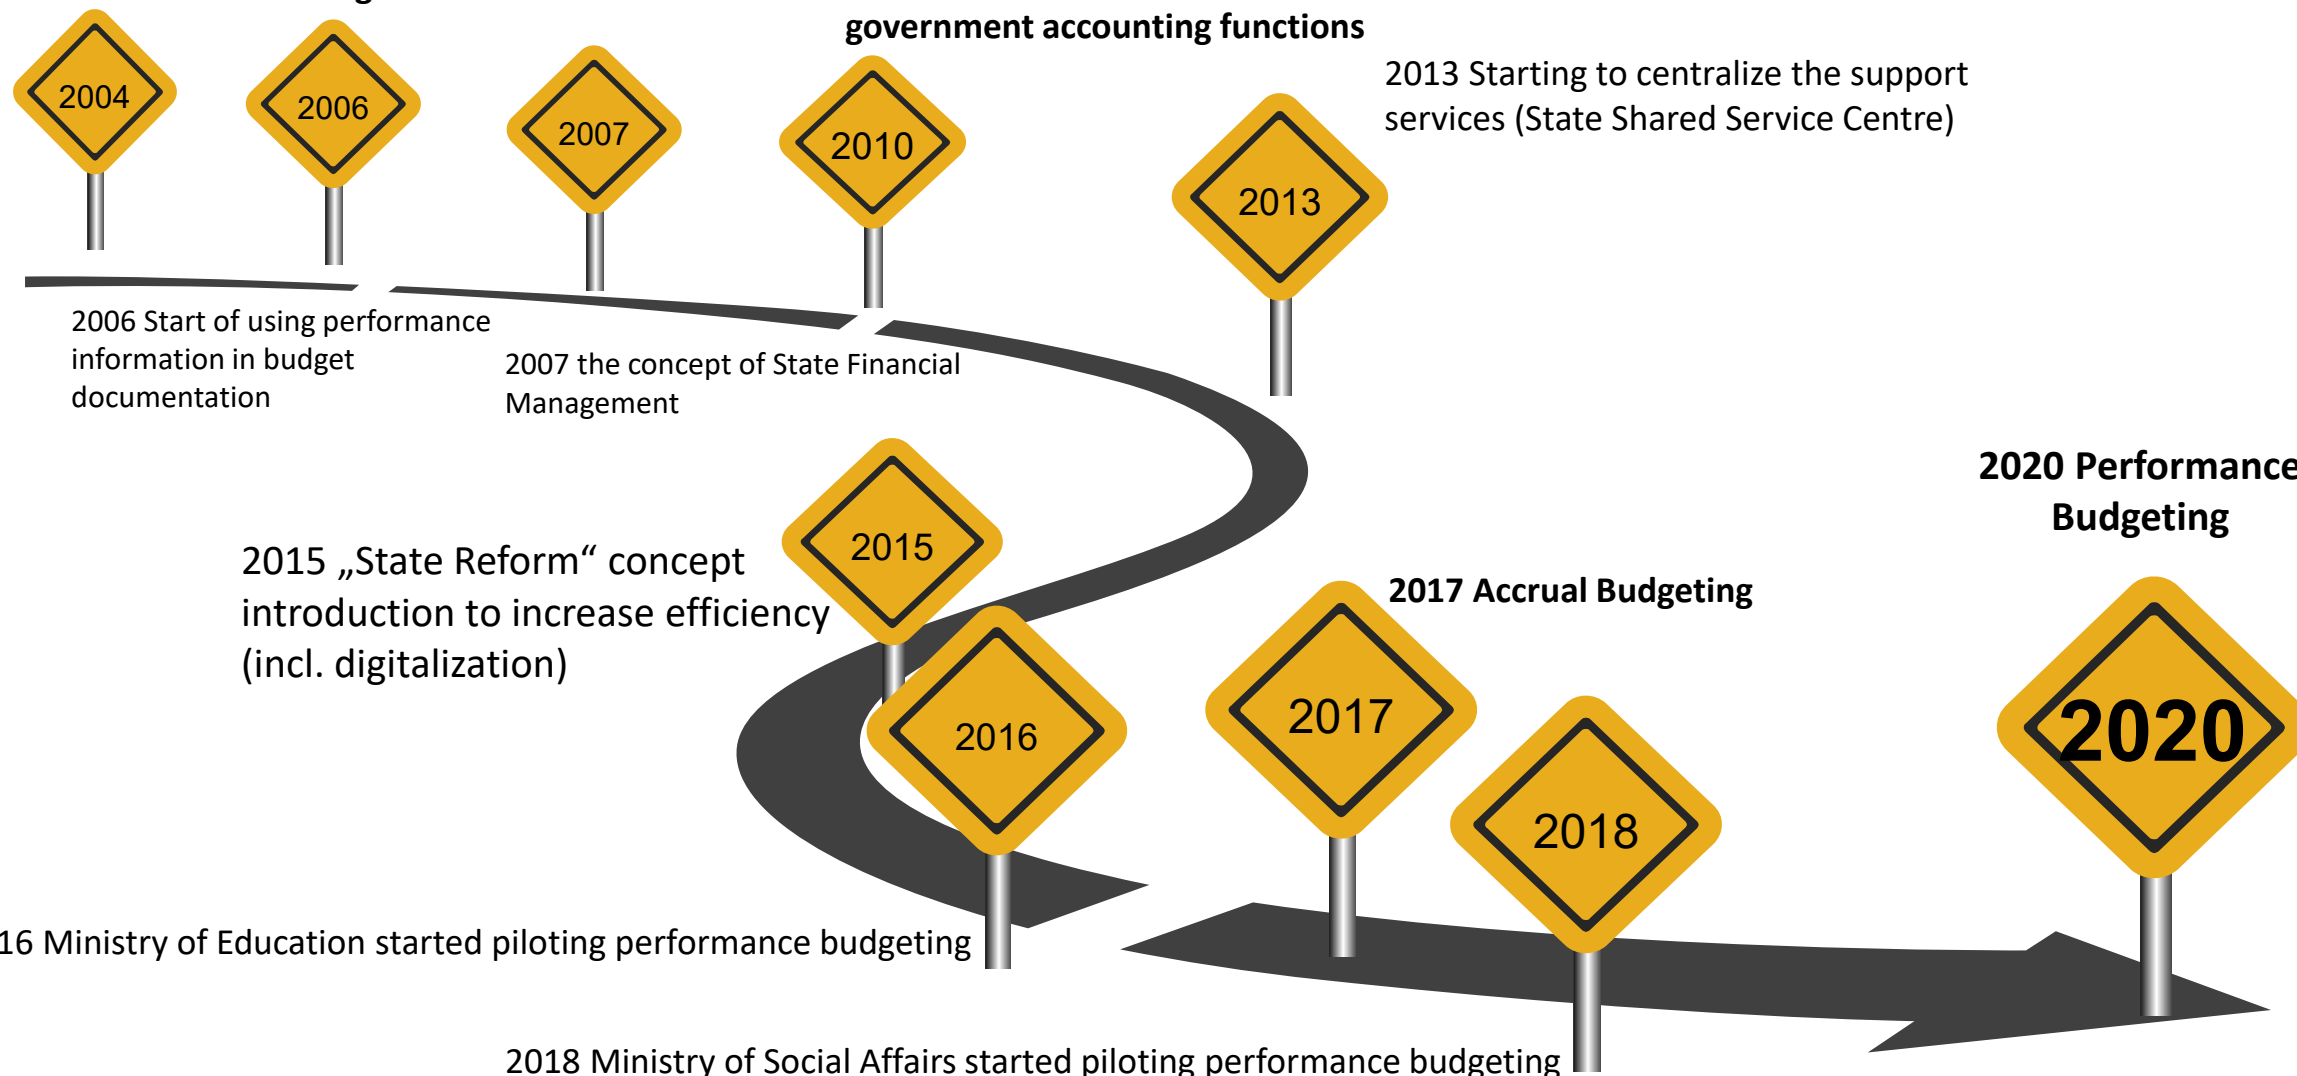 government accounting functions
2004
2006
2007
2010
2013
2013 Starting to centralize the support
services (State Shared Service Centre)
2006 Start of using performance
information in budget
documentation
2007 the concept of State Financial
Management
2015
2015 „State Reform“ concept
introduction to increase efficiency
(incl. digitalization)
2016
2017 Accrual Budgeting
2017
2018
2020 Performance
Budgeting
2020
16 Ministry of Education started piloting performance budgeting
2018 Ministry of Social Affairs started piloting performance budgeting